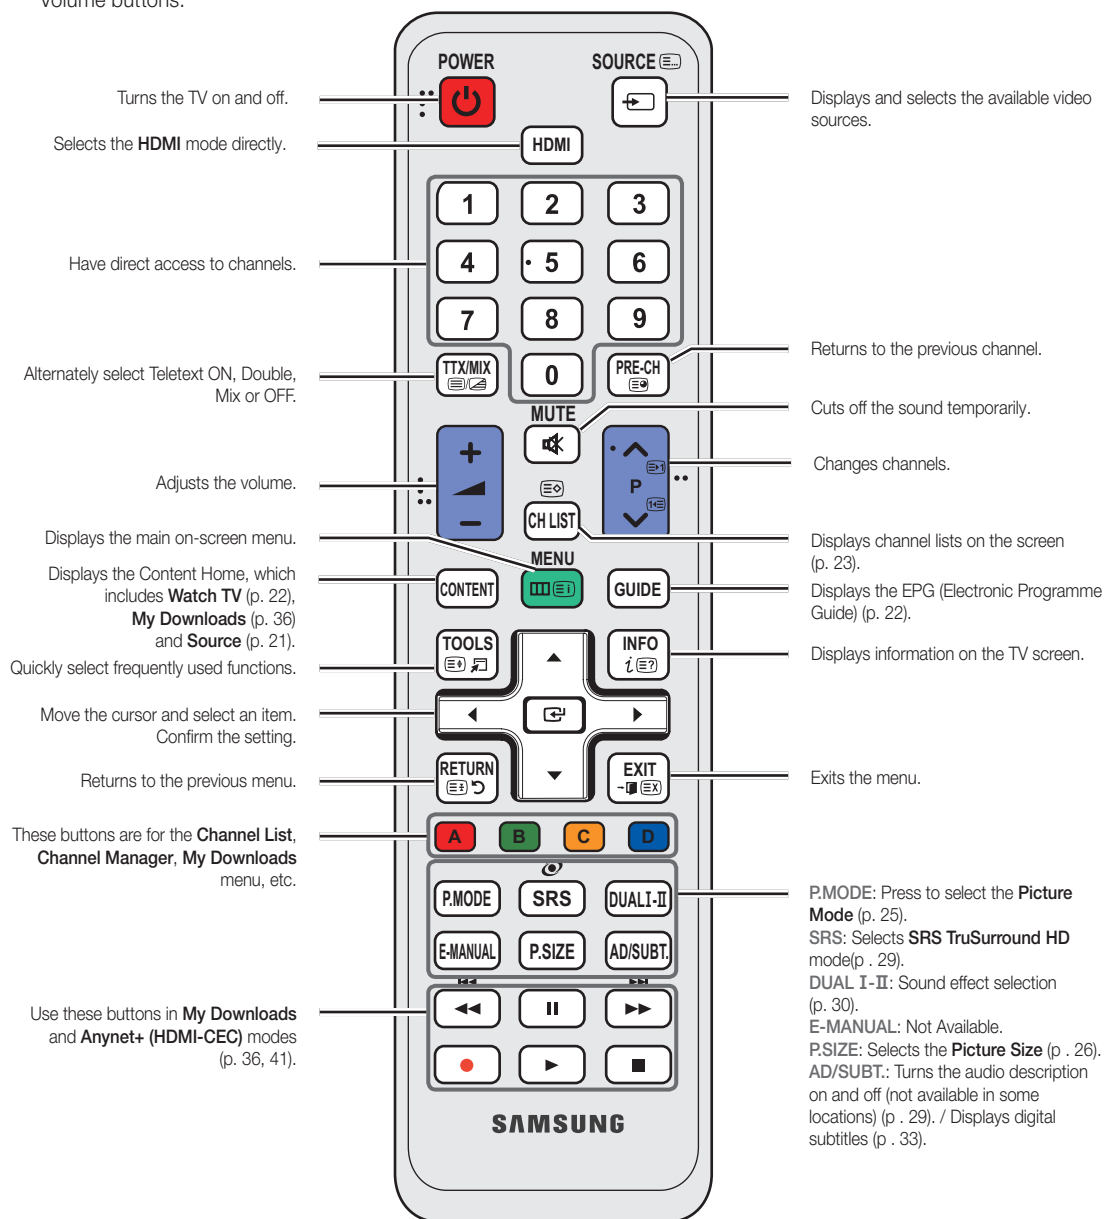 volume buttons.
POWER
SOURCE
Turns the TV on and off.
Displays and selects the available video
sources.
Selects the HDMI mode directly.
HDMI
1 2 3
Have direct access to channels.
4 5 6
7 8 9
Returns to the previous channel.
Alternately select Teletext ON, Double,
Mix or OFF.
TTX/MIX
0
PRE-CH
MUTE
Cuts off the sound temporarily.
+
Changes channels.
Adjusts the volume.
P
−
CH LIST
Displays the main on-screen menu.
Displays channel lists on the screen
(p. 23).
MENU
Displays the Content Home, which
includes Watch TV (p. 22),
My Downloads (p. 36)
and Source (p. 21).
CONTENT
GUIDE
Displays the EPG (Electronic Programme
Guide) (p. 22).
TOOLS
INFO
Quickly select frequently used functions.
Displays information on the TV screen.
Move the cursor and select an item.
Confirm the setting.
RETURN
EXIT
Returns to the previous menu.
Exits the menu.
These buttons are for the Channel List,
Channel Manager, My Downloads
menu, etc.
A B C D
P.MODE SRS DUALI-II
E-MANUAL P.SIZE AD/SUBT.
P.MODE: Press to select the Picture
Mode (p. 25).
SRS: Selects SRS TruSurround HD
mode(p . 29).
DUAL I-II: Sound effect selection
(p. 30).
E-MANUAL: Not Available.
P.SIZE: Selects the Picture Size (p . 26).
AD/SUBT.: Turns the audio description
on and off (not available in some
locations) (p . 29). / Displays digital
subtitles (p . 33).
Use these buttons in My Downloads
and Anynet+ (HDMI-CEC) modes
(p. 36, 41).
SAMSUNG